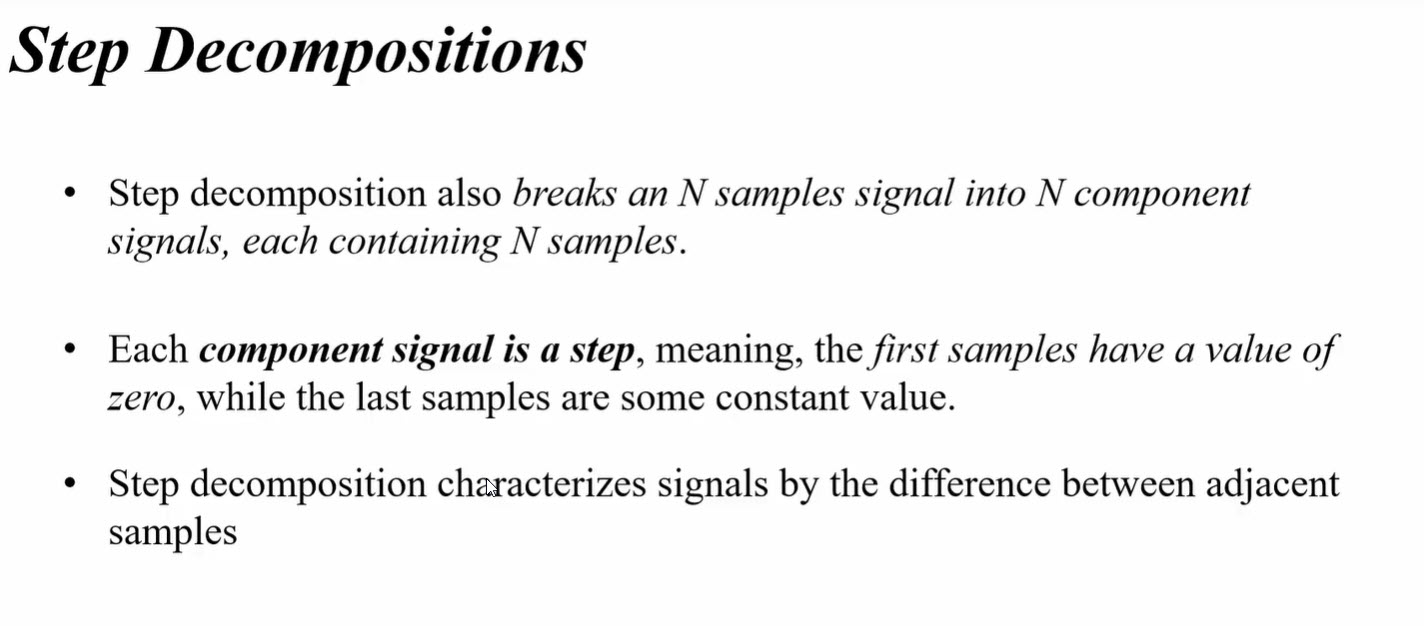 Step Decompositions
• Step decomposition also breaks an N samples signal into N component
signals, each containing N samples.
• Each component signal is a step, meaning, the first samples have a value of
zero, while the last samples are some constant value.
• Step decomposition characterizes signals by the difference between adjacent
samples